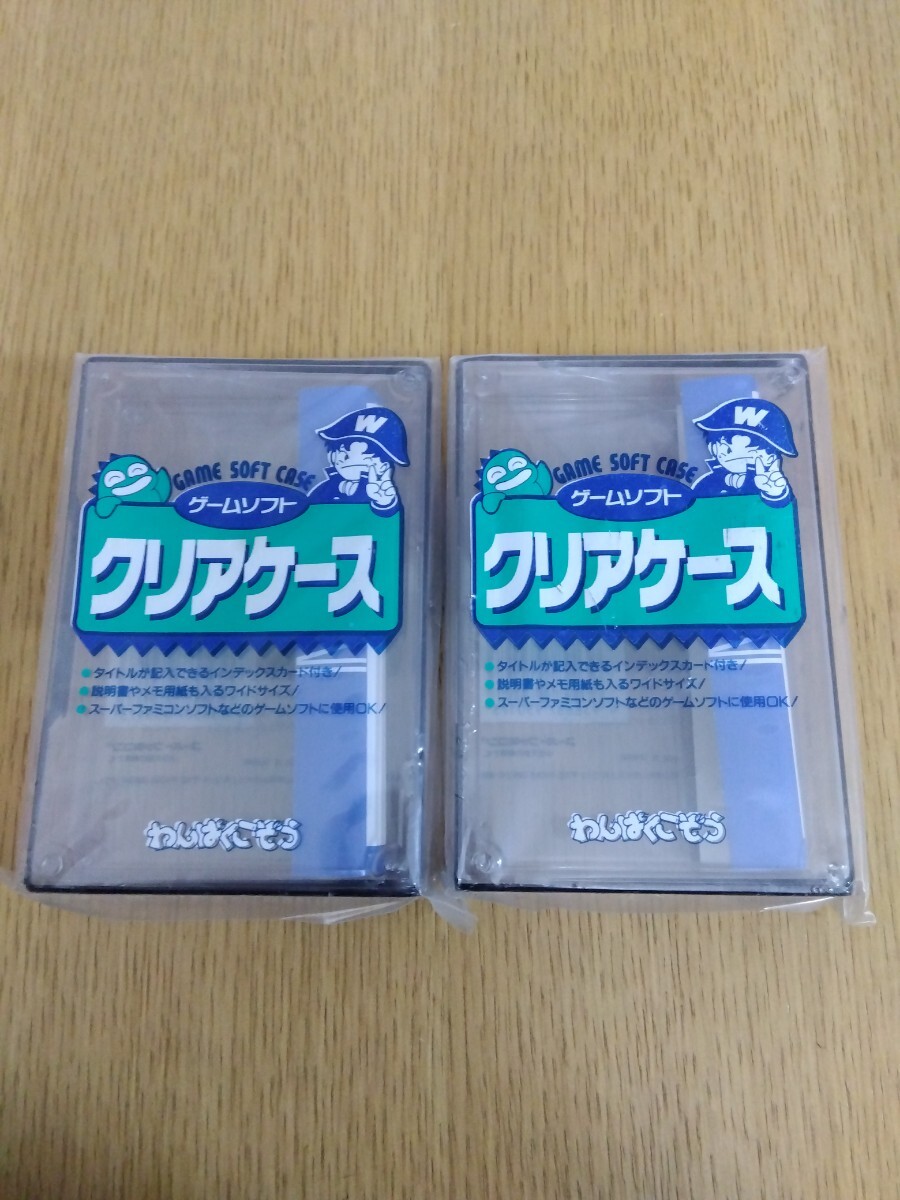 W
GAME SOFT CASE
ゲームソフト
クリアケース
●タイトルが記入できるインデックスカード付き!
●説明書やメモ用紙も入るワイドサイズ!
●スーパーファミコンソフトなどのゲームソフトに使用OK!
わんぱくこぞう
W
GAME SOFT CASE
ゲームソフト
クリアケース
●タイトルが記入できるインデックスカード付き!
●説明書やメモ用紙も入るワイドサイズ!
●スーパーファミコンソフトなどのゲームソフトに使用OK!
わんぱくこぞう